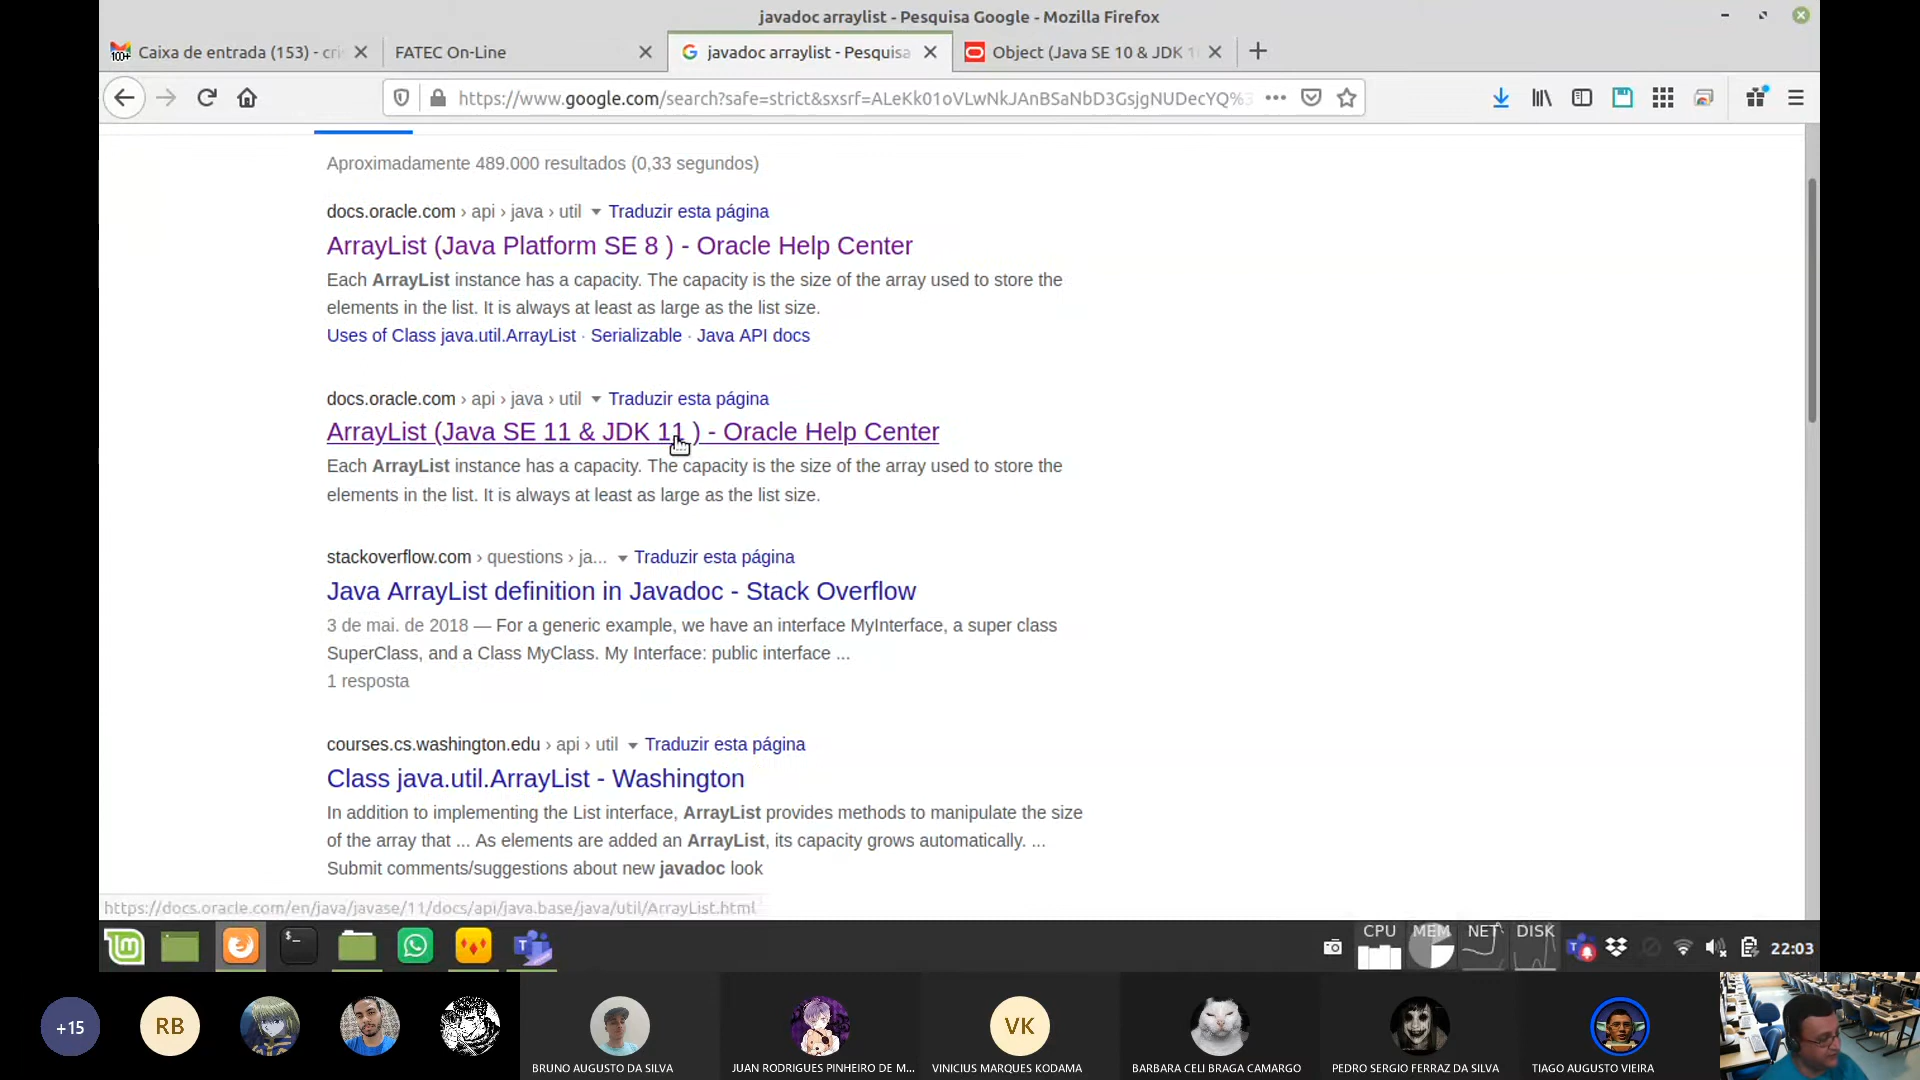 javadoc arraylist - Pesquisa Google - Mozilla Firefox
100+ Caixa de entrada (153) - cri
FATEC On-Line
javadoc arraylist - Pesquisa
Object (Java SE 10 & JDK 1
https://www.google.com/search?safe=strict&sxsrf=ALeKk01oVLwNkJAnBSaNbD3GsjgNUDecYQ%3
Aproximadamente 489.000 resultados (0,33 segundos)
docs.oracle.com › api › java › util Traduzir esta página
ArrayList (Java Platform SE 8 ) - Oracle Help Center
Each ArrayList instance has a capacity. The capacity is the size of the array used to store the
elements in the list. It is always at least as large as the list size.
Uses of Class java.util.ArrayList · Serializable · Java API docs
docs.oracle.com › api › java › util Traduzir esta página
ArrayList (Java SE 11 & JDK 11 ) - Oracle Help Center
Each ArrayList instance has a capacity. The capacity is the size of the array used to store the
elements in the list. It is always at least as large as the list size.
stackoverflow.com › questions › ja... Traduzir esta página
Java ArrayList definition in Javadoc - Stack Overflow
3 de mai. de 2018 — For a generic example, we have an interface MyInterface, a super class
SuperClass, and a Class MyClass. My Interface: public interface ...
1 resposta
courses.cs.washington.edu › api › util Traduzir esta página
Class java.util.ArrayList - Washington
In addition to implementing the List interface, ArrayList provides methods to manipulate the size
of the array that ... As elements are added an ArrayList, its capacity grows automatically. ...
Submit comments/suggestions about new javadoc look
https://docs.oracle.com/en/java/javase/11/docs/api/java.base/java/util/ArrayList.html
CPU MEM NET DISK
22:03
+15
RB
VK
BRUNO AUGUSTO DA SILVA
JUAN RODRIGUES PINHEIRO DE M...
VINICIUS MARQUES KODAMA
BARBARA CELI BRAGA CAMARGO
PEDRO SERGIO FERRAZ DA SILVA
TIAGO AUGUSTO VIEIRA